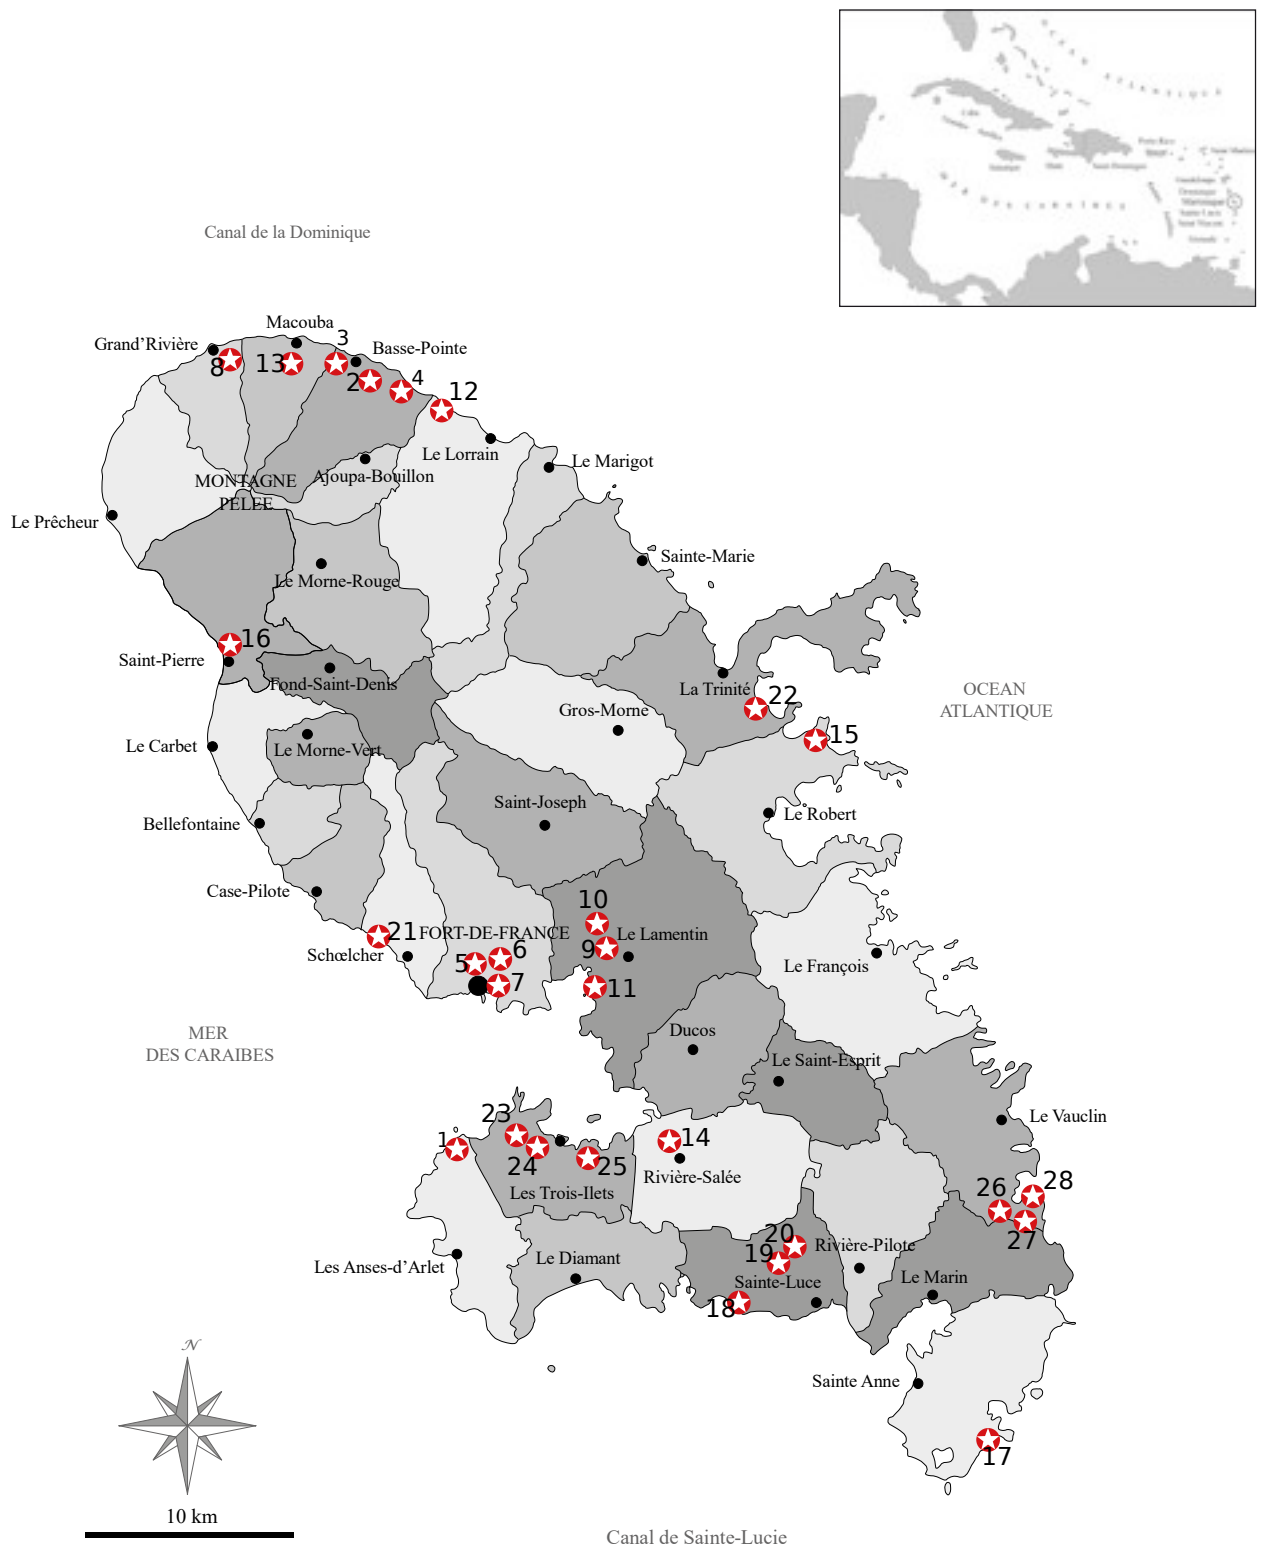 Canal de la Dominique
Macouba
3
Grand'Rivière
Basse-Pointe
8
13
2
4
12
Le Lorrain
Le Marigot
MONTAGNE
PELEE
Ajoupa-Bouillon
Le Prêcheur
Sainte-Marie
Le Morne-Rouge
16
Saint-Pierre
Fond-Saint-Denis
La Trinité
22
OCEAN
ATLANTIQUE
Gros-Morne
15
Le Carbet
Le Morne-Vert
Saint-Joseph
Le Robert
Bellefontaine
Case-Pilote
10
21
FORT-DE-FRANCE
Le Lamentin
Schœlcher
5
6
9
Le François
7
11
MER
DES CARAIBES
Ducos
Le Saint-Esprit
23
Le Vauclin
1
14
24
25
Rivière-Salée
Les Trois-Ilets
26
28
27
20
19
Rivière-Pilote
Les Anses-d'Arlet
Le Diamant
Sainte-Luce
Le Marin
18
N
Sainte Anne
17
10 km
Canal de Sainte-Lucie